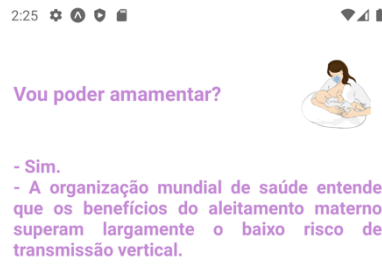 2:25
Vou poder amamentar?
- Sim.
- A organização mundial de saúde entende
que os benefícios do aleitamento materno
superam largamente o baixo risco de
transmissão vertical.